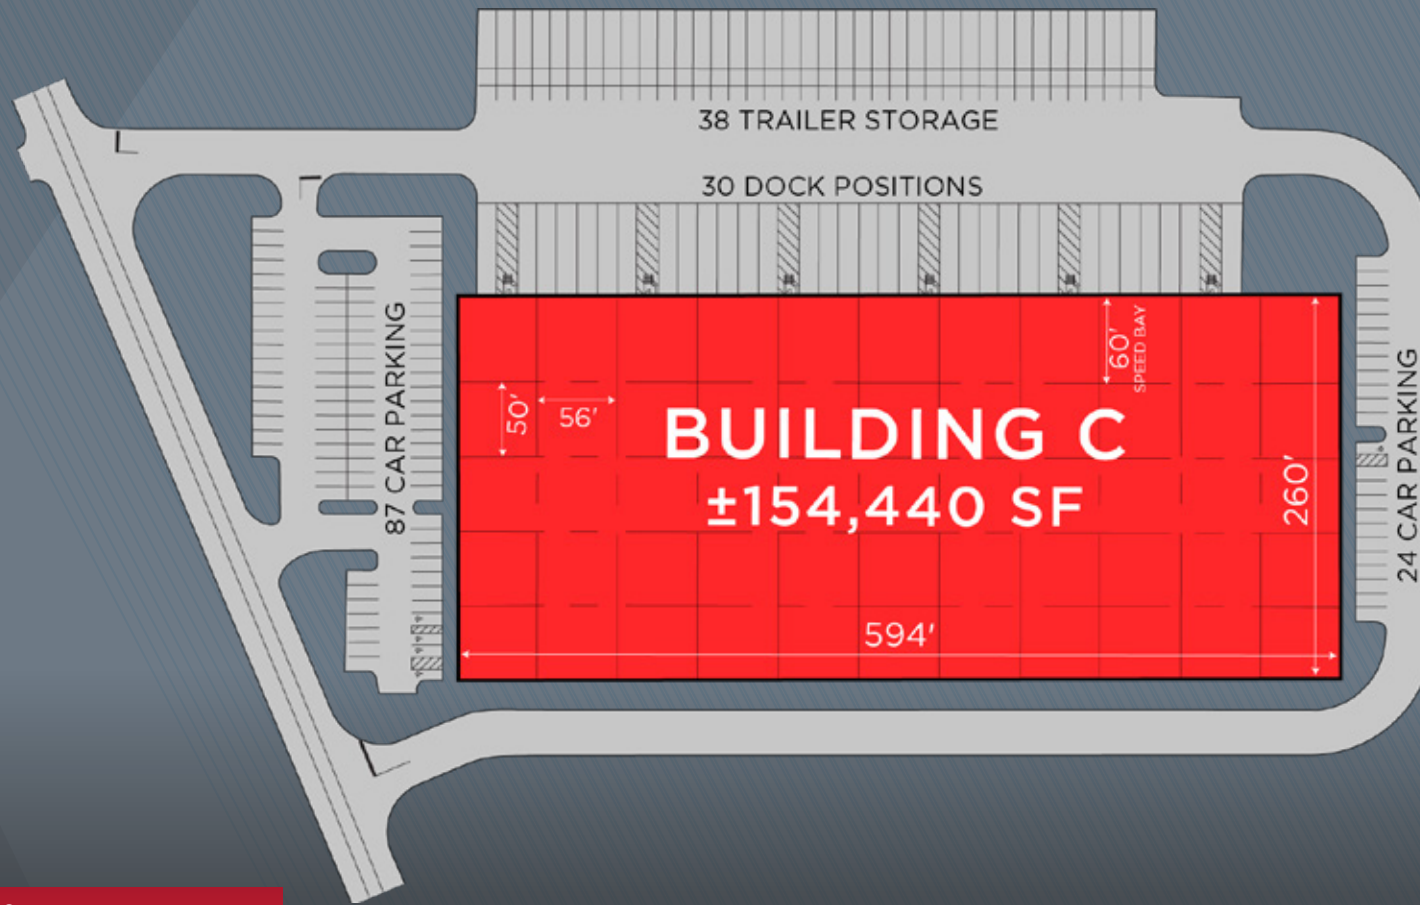 38 TRAILER STORAGE
30 DOCK POSITIONS
87 CAR PARKING
60'
SPEED BAY
50'
56'
BUILDING C
±154,440 SF
260'
594'
24 CAR PARKING